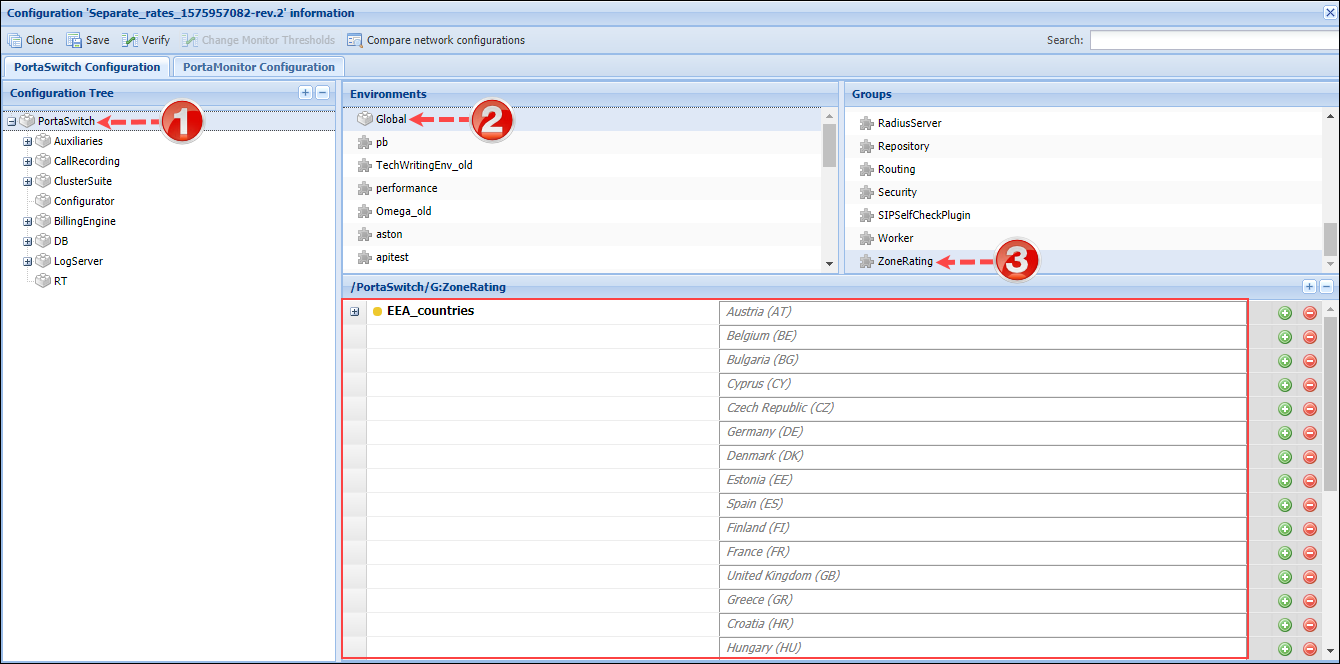 Configuration 'Separate_rates_1575957082-rev.2' information
Clone Save Verify Change Monitor Thresholds Compare network configurations Search:
PortaSwitch Configuration PortaMonitor Configuration
Configuration Tree
PortaSwitch
1
Auxiliaries
CallRecording
ClusterSuite
Configurator
BillingEngine
DB
LogServer
RT
Environments
Global
2
pb
TechWritingEnv_old
performance
Omega_old
aston
apitest
Groups
RadiusServer
Repository
Routing
Security
SIPSelfCheckPlugin
Worker
ZoneRating
3
/PortaSwitch/G:ZoneRating
EEA_countries
Austria (AT)
Belgium (BE)
Bulgaria (BG)
Cyprus (CY)
Czech Republic (CZ)
Germany (DE)
Denmark (DK)
Estonia (EE)
Spain (ES)
Finland (FI)
France (FR)
United Kingdom (GB)
Greece (GR)
Croatia (HR)
Hungary (HU)